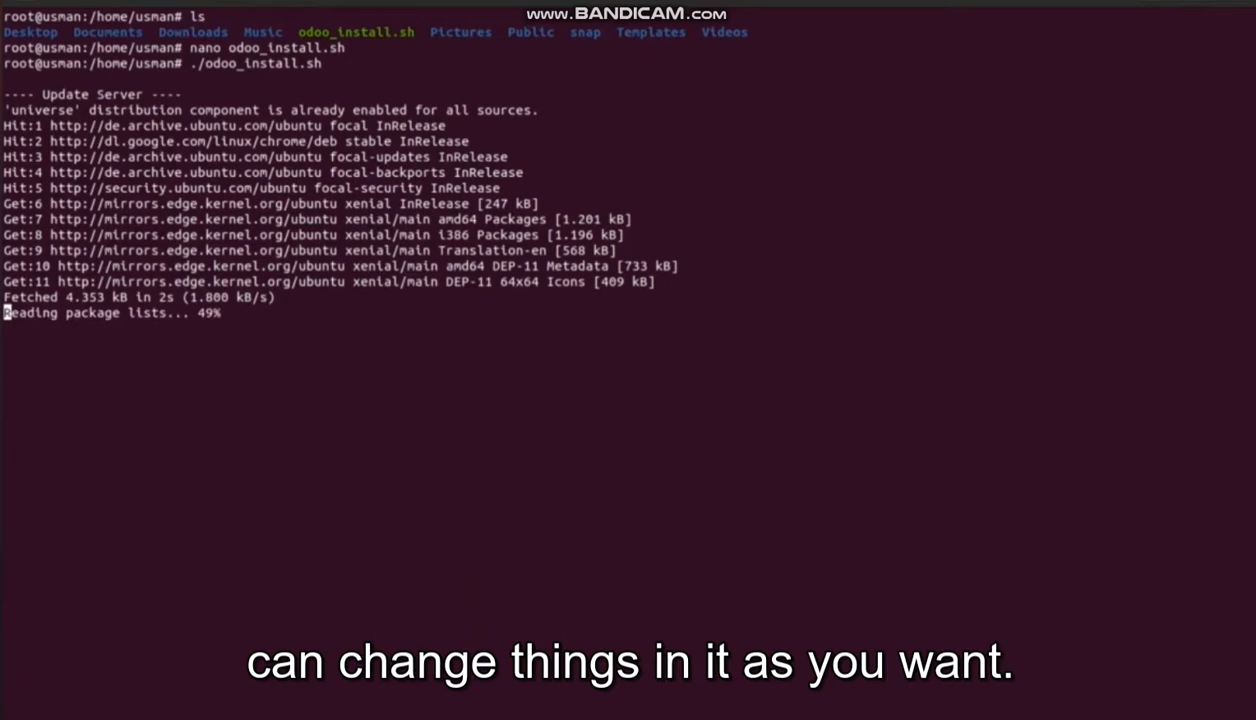 www.BANDICAM.com
root@usman:/home/usman# ls
Desktop Documents Downloads Music odoo_install.sh Pictures Public snap Templates Videos
root@usman:/home/usman# nano odoo_install.sh
root@usman:/home/usman# ./odoo_install.sh
---- Update Server ----
'universe' distribution component is already enabled for all sources.
Hit:1 http://de.archive.ubuntu.com/ubuntu focal InRelease
Hit:2 http://dl.google.com/linux/chrome/deb stable InRelease
Hit:3 http://de.archive.ubuntu.com/ubuntu focal-updates InRelease
Hit:4 http://de.archive.ubuntu.com/ubuntu focal-backports InRelease
Hit:5 http://security.ubuntu.com/ubuntu focal-security InRelease
Get:6 http://mirrors.edge.kernel.org/ubuntu xenial InRelease [247 kB]
Get:7 http://mirrors.edge.kernel.org/ubuntu xenial/main amd64 Packages [1.201 kB]
Get:8 http://mirrors.edge.kernel.org/ubuntu xenial/main i386 Packages [1.196 kB]
Get:9 http://mirrors.edge.kernel.org/ubuntu xenial/main Translation-en [568 kB]
Get:10 http://mirrors.edge.kernel.org/ubuntu xenial/main amd64 DEP-11 Metadata [733 kB]
Get:11 http://mirrors.edge.kernel.org/ubuntu xenial/main DEP-11 64x64 Icons [409 kB]
Fetched 4.353 kB in 2s (1.800 kB/s)
Reading package lists... 49%
can change things in it as you want.